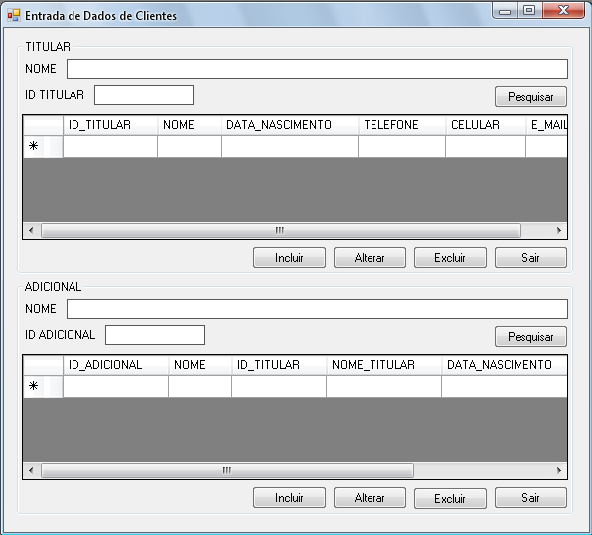 Entrada de Dados de Clientes
TITULAR
NOME
ID TITULAR
Pesquisar
ID_TITULAR NOME DATA_NASCIMENTO TELEFONE CELULAR E_MAIL
Incluir Alterar Excluir Sair
ADICIONAL
NOME
ID ADICIONAL
Pesquisar
ID_ADICIONAL NOME ID_TITULAR NOME_TITULAR DATA_NASCIMENTO
Incluir Alterar Excluir Sair